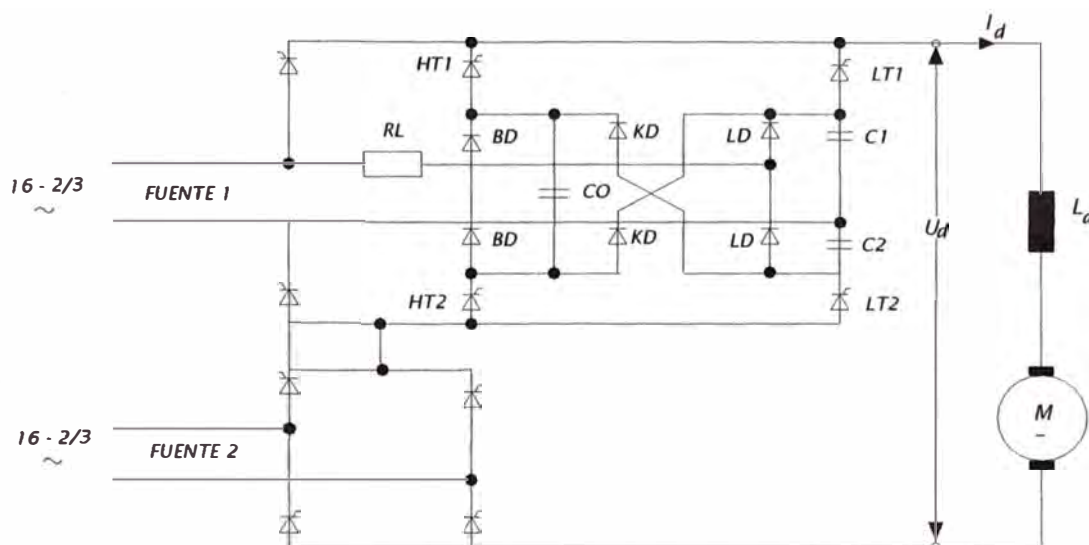 I_d
HT1
LT1
RL
BD
KD
LD
C1
16 - 2/3
~
FUENTE 1
CO
U_d
L_d
BD
KD
LD
C2
HT2
LT2
M
–
16 - 2/3
~
FUENTE 2